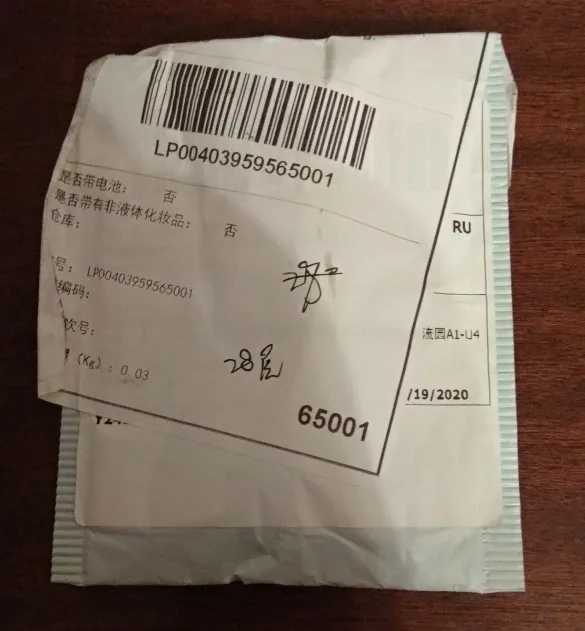 LP00403959565001
是否带电池： 否
是否带有非液体化妆品： 否
仓库：
RU
号： LP00403959565001
编码：
次号：
流园A1-U4
(Kg)：0.03
28
/19/2020
65001